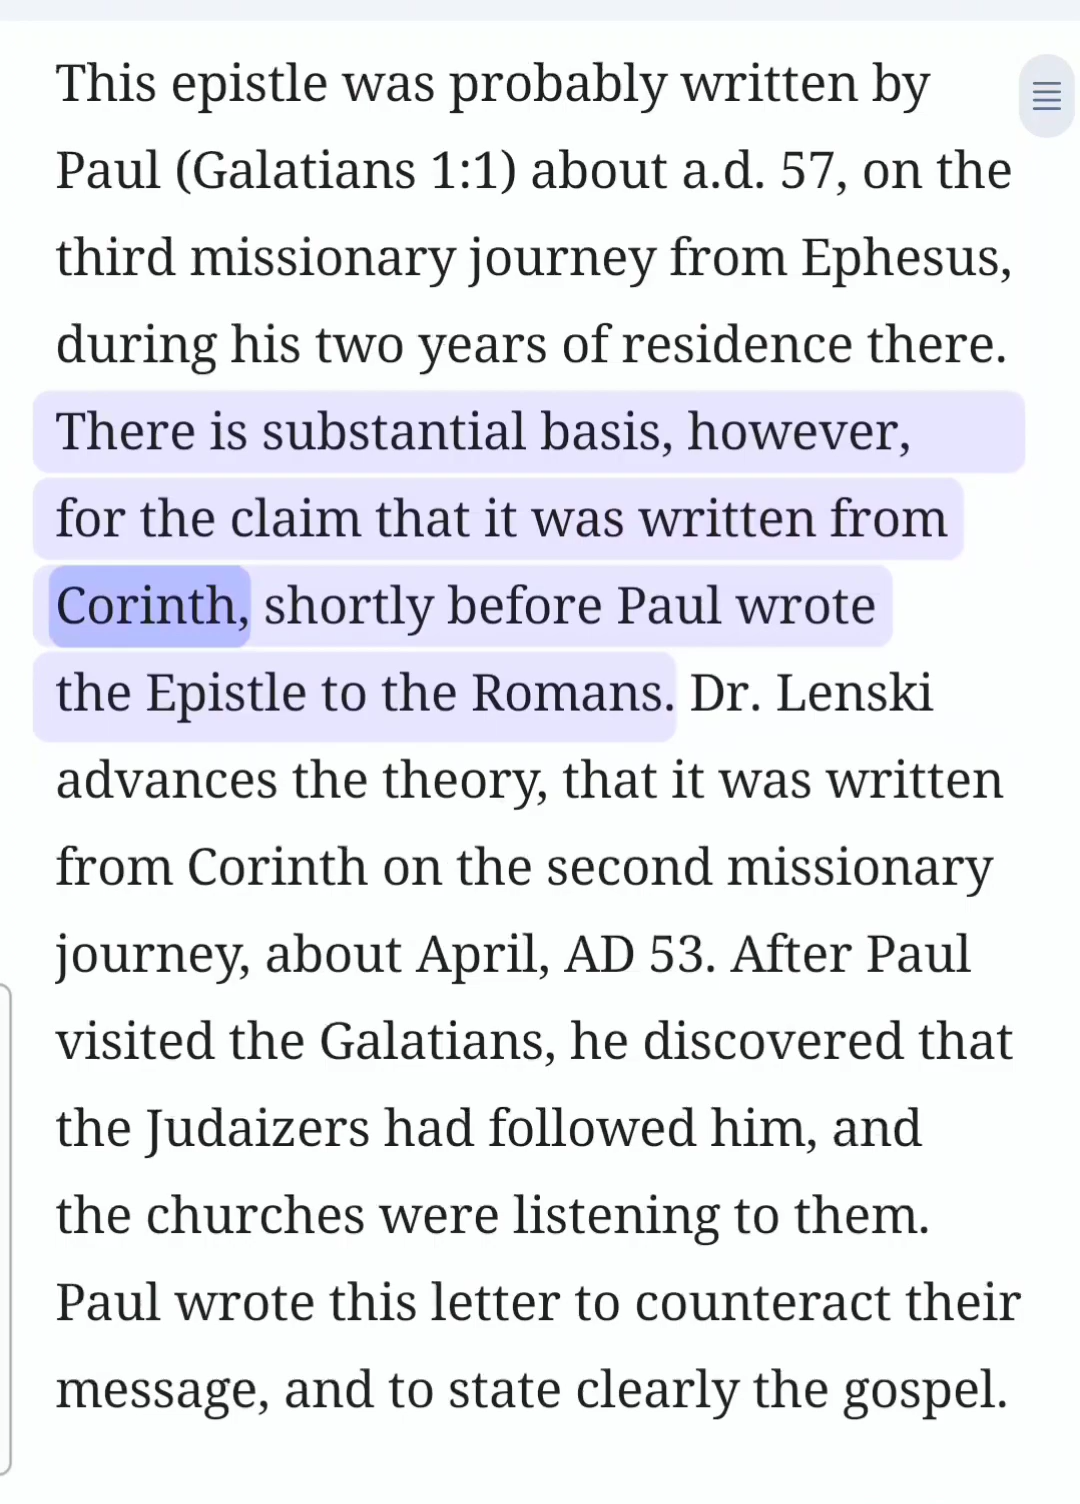 This epistle was probably written by
Paul (Galatians 1:1) about a.d. 57, on the
third missionary journey from Ephesus,
during his two years of residence there.
There is substantial basis, however,
for the claim that it was written from
Corinth, shortly before Paul wrote
the Epistle to the Romans. Dr. Lenski
advances the theory, that it was written
from Corinth on the second missionary
journey, about April, AD 53. After Paul
visited the Galatians, he discovered that
the Judaizers had followed him, and
the churches were listening to them.
Paul wrote this letter to counteract their
message, and to state clearly the gospel.